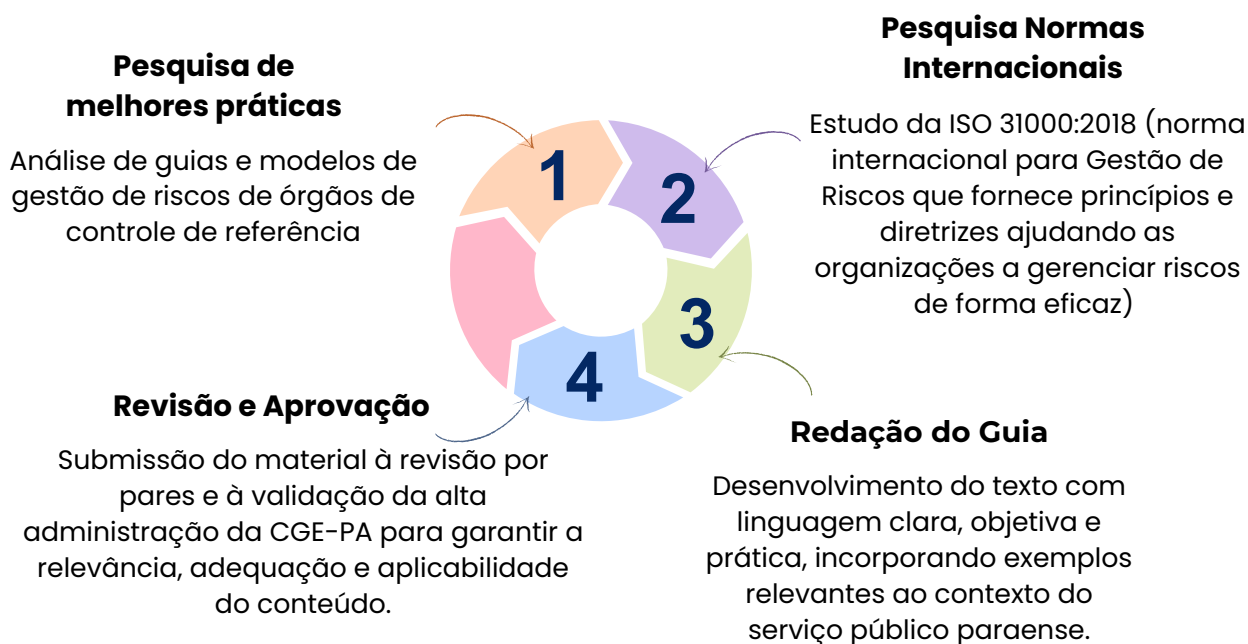 Pesquisa de
melhores práticas
Análise de guias e modelos de
gestão de riscos de órgãos de
controle de referência
1
2
Pesquisa Normas
Internacionais
Estudo da ISO 31000:2018 (norma
internacional para Gestão de
Riscos que fornece princípios e
diretrizes ajudando as
organizações a gerenciar riscos
de forma eficaz)
3
Redação do Guia
Desenvolvimento do texto com
linguagem clara, objetiva e
prática, incorporando exemplos
relevantes ao contexto do
serviço público paraense.
4
Revisão e Aprovação
Submissão do material à revisão por
pares e à validação da alta
administração da CGE-PA para garantir a
relevância, adequação e aplicabilidade
do conteúdo.